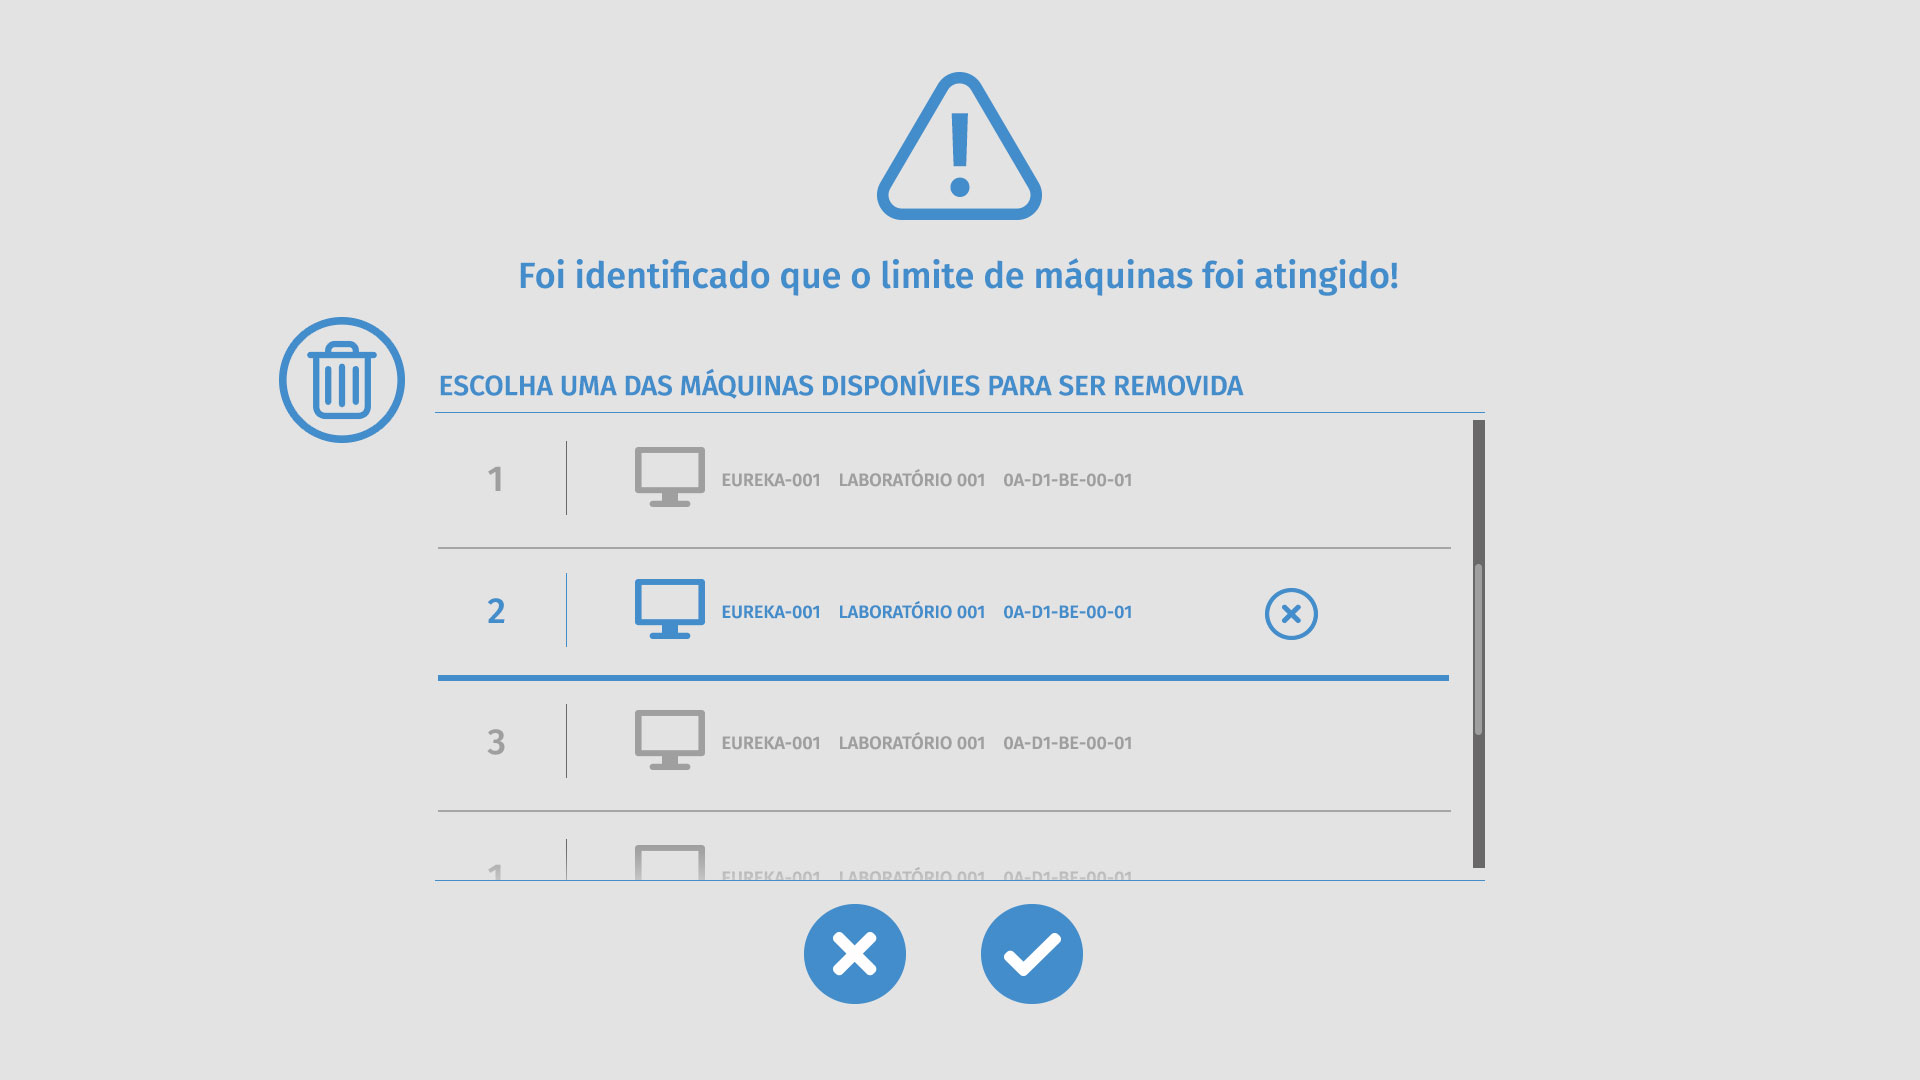 Foi identificado que o limite de máquinas foi atingido!
ESCOLHA UMA DAS MÁQUINAS DISPONÍVIES PARA SER REMOVIDA
1 EUREKA-001 LABORATÓRIO 001 0A-D1-BE-00-01
2 EUREKA-001 LABORATÓRIO 001 0A-D1-BE-00-01
3 EUREKA-001 LABORATÓRIO 001 0A-D1-BE-00-01
1 EUREKA-001 LABORATÓRIO 001 0A-D1-BE-00-01